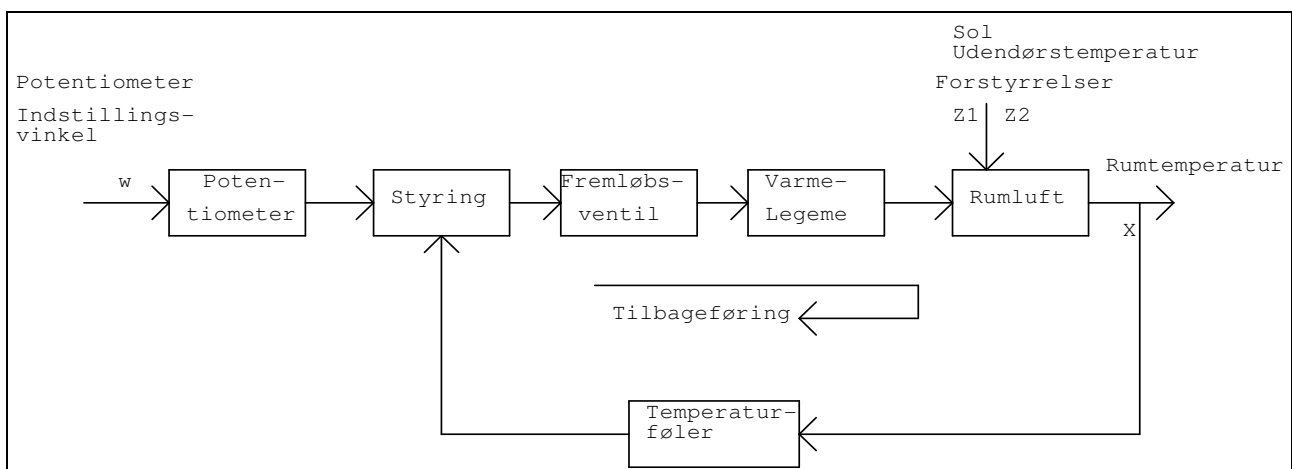 Sol
Udendørstemperatur
Forstyrrelser
Potentiometer
Indstillings-
vinkel
Z1 Z2
Rumtemperatur
w
Poten-
tiometer
Styring
Fremløbs-
ventil
Varme-
Legeme
Rumluft
X
Tilbageføring
Temperatur-
føler